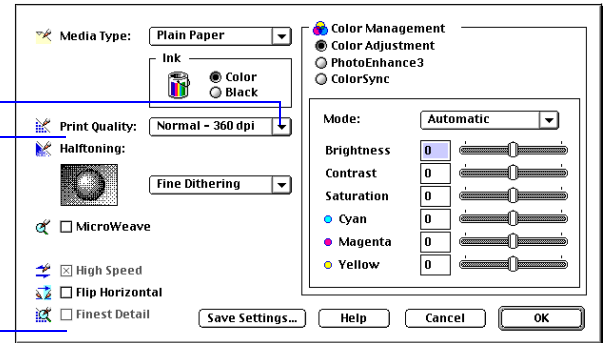 Media Type: Plain Paper
Ink
Color
Black
Print Quality: Normal – 360 dpi
Halftoning:
Fine Dithering
MicroWeave
High Speed
Flip Horizontal
Finest Detail
Color Management
Color Adjustment
PhotoEnhance3
ColorSync
Mode: Automatic
Brightness 0
Contrast 0
Saturation 0
Cyan 0
Magenta 0
Yellow 0
Save Settings... Help Cancel OK